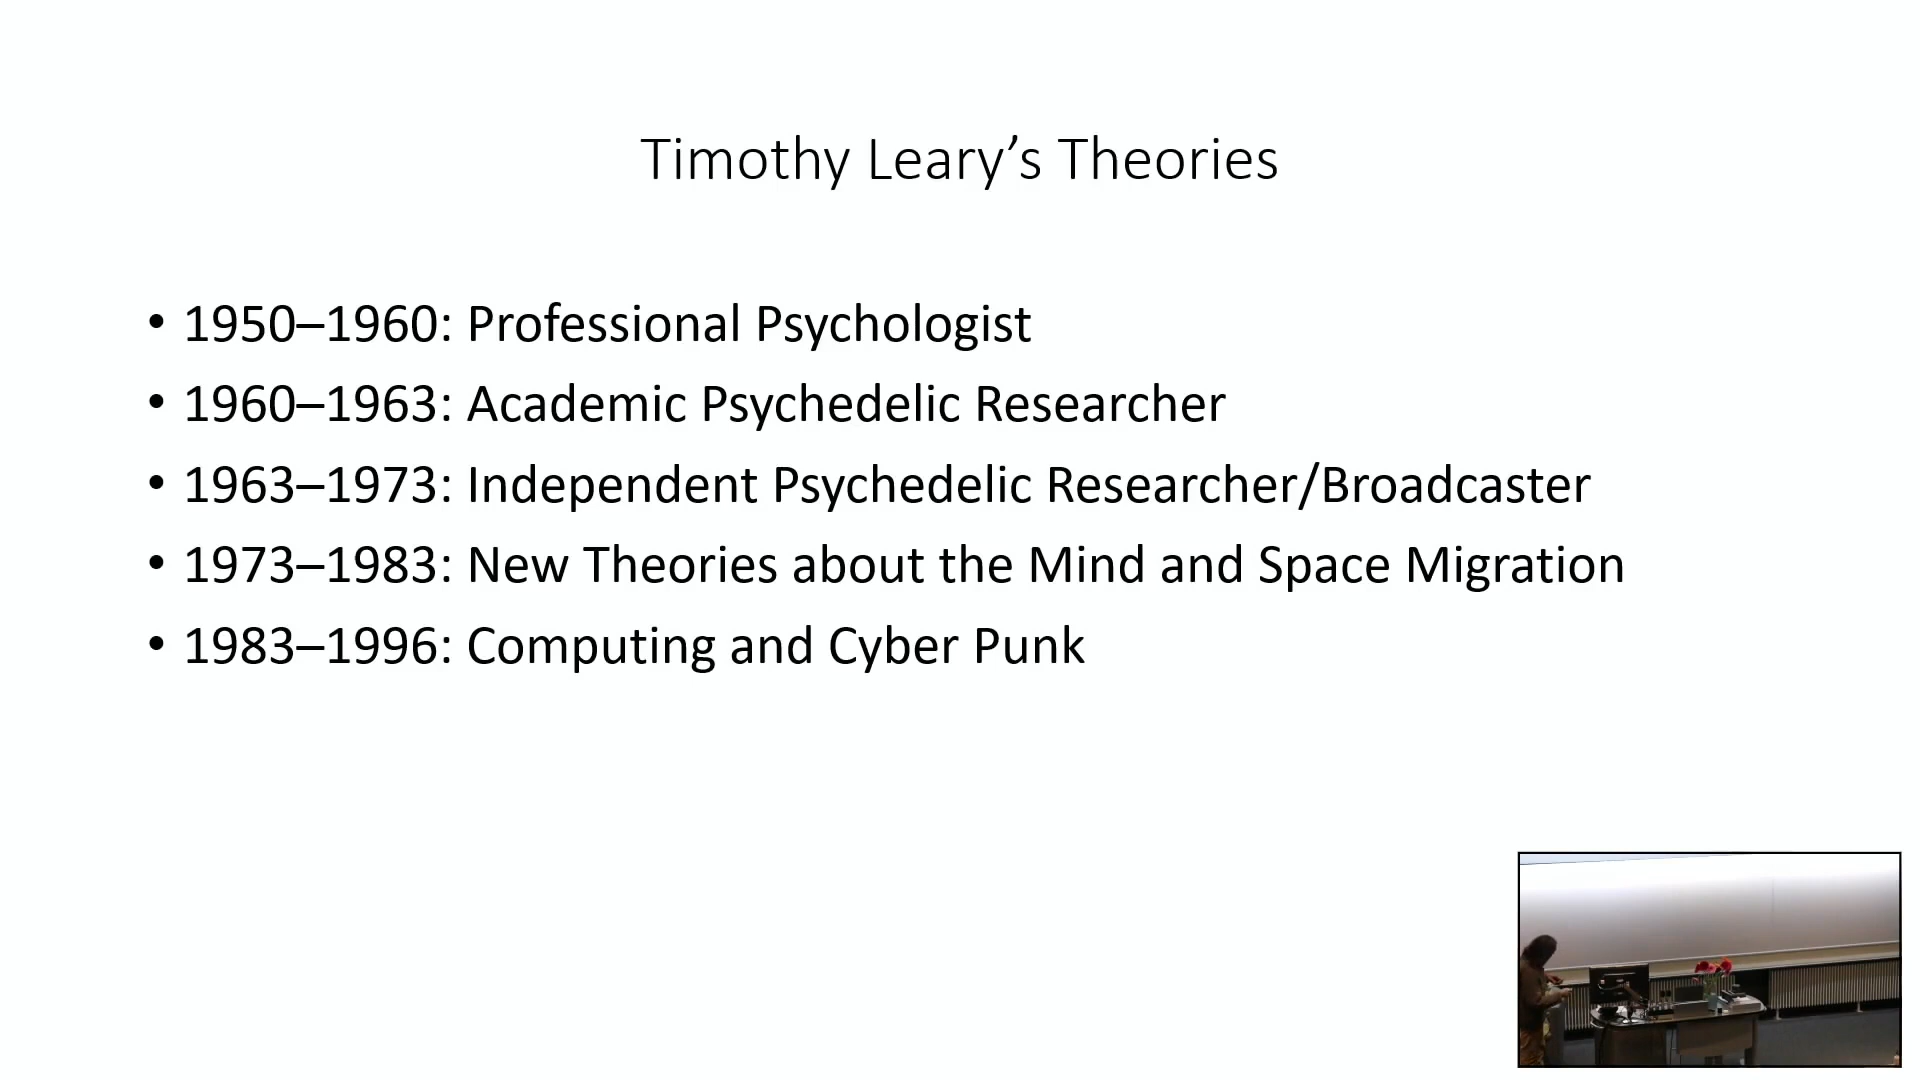 Timothy Leary’s Theories
• 1950–1960: Professional Psychologist
• 1960–1963: Academic Psychedelic Researcher
• 1963–1973: Independent Psychedelic Researcher/Broadcaster
• 1973–1983: New Theories about the Mind and Space Migration
• 1983–1996: Computing and Cyber Punk